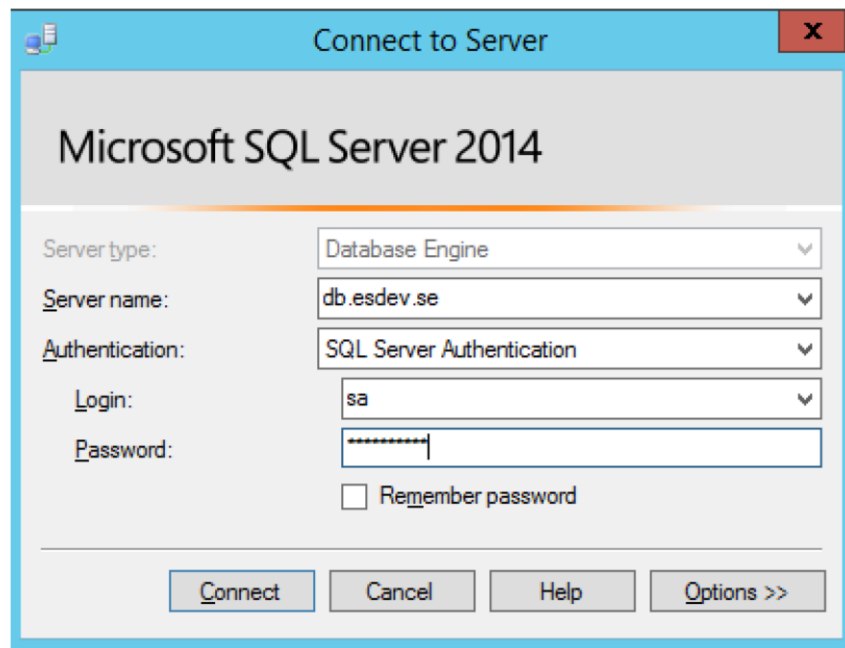 Connect to Server
x
Microsoft SQL Server 2014
Server type: Database Engine
Server name: db.esdev.se
Authentication: SQL Server Authentication
Login: sa
Password: **********
Remember password
Connect Cancel Help Options >>